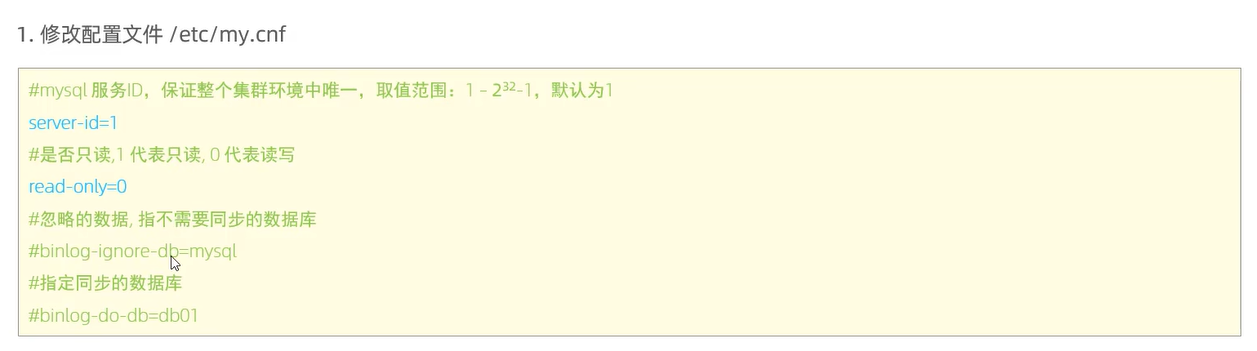 1. 修改配置文件 /etc/my.cnf
#mysql 服务ID，保证整个集群环境中唯一，取值范围：1 – 2³²-1，默认为1
server-id=1
#是否只读,1 代表只读, 0 代表读写
read-only=0
#忽略的数据, 指不需要同步的数据库
#binlog-ignore-db=mysql
#指定同步的数据库
#binlog-do-db=db01